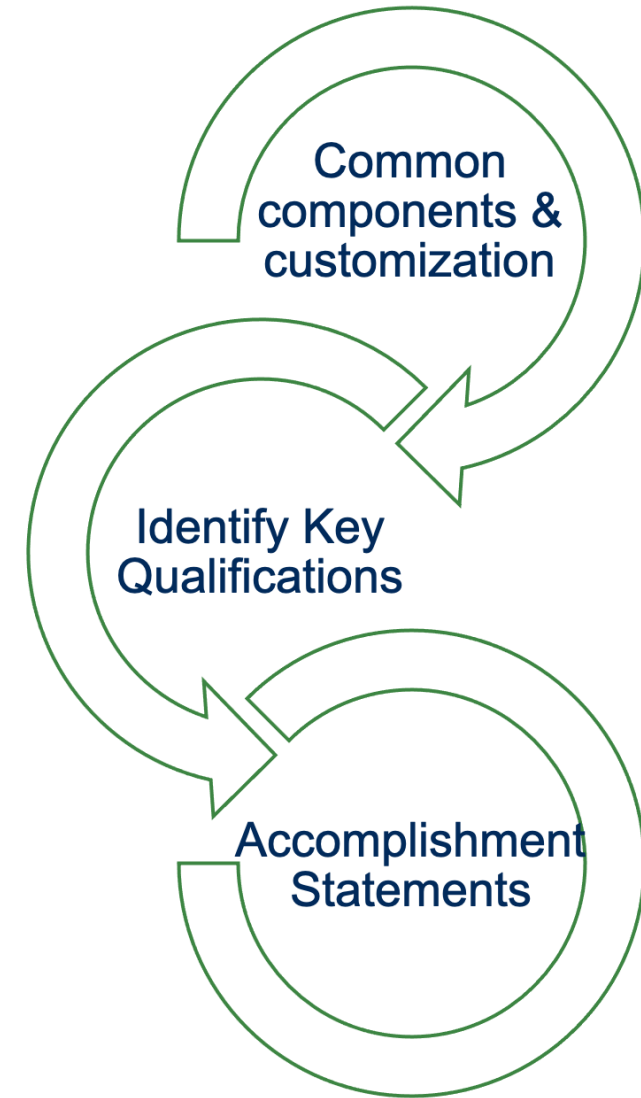 Common
components &
customization
Identify Key
Qualifications
Accomplishment
Statements